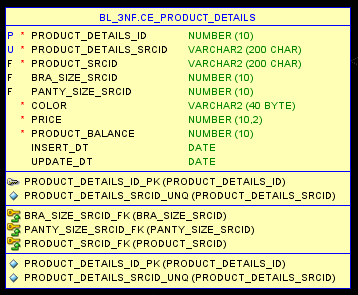 BL_3NF.CE_PRODUCT_DETAILS
P * PRODUCT_DETAILS_ID NUMBER (10)
U * PRODUCT_DETAILS_SRCID VARCHAR2 (200 CHAR)
F * PRODUCT_SRCID VARCHAR2 (200 CHAR)
F BRA_SIZE_SRCID NUMBER (10)
F PANTY_SIZE_SRCID NUMBER (10)
* COLOR VARCHAR2 (40 BYTE)
* PRICE NUMBER (10,2)
* PRODUCT_BALANCE NUMBER (10)
INSERT_DT DATE
UPDATE_DT DATE
PRODUCT_DETAILS_ID_PK (PRODUCT_DETAILS_ID)
PRODUCT_DETAILS_SRCID_UNQ (PRODUCT_DETAILS_SRCID)
BRA_SIZE_SRCID_FK (BRA_SIZE_SRCID)
PANTY_SIZE_SRCID_FK (PANTY_SIZE_SRCID)
PRODUCT_SRCID_FK (PRODUCT_SRCID)
PRODUCT_DETAILS_ID_PK (PRODUCT_DETAILS_ID)
PRODUCT_DETAILS_SRCID_UNQ (PRODUCT_DETAILS_SRCID)